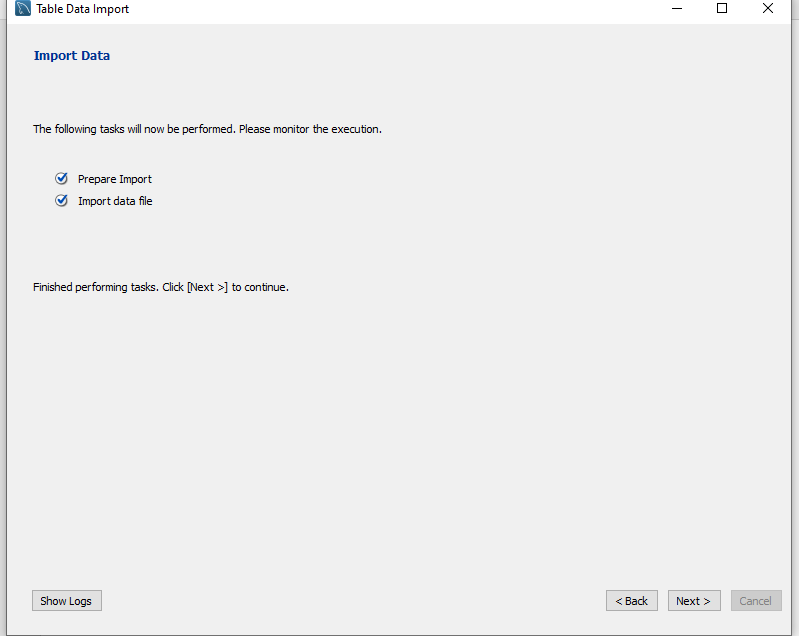 Table Data Import
Import Data
The following tasks will now be performed. Please monitor the execution.
Prepare Import
Import data file
Finished performing tasks. Click [Next >] to continue.
Show Logs
< Back
Next >
Cancel